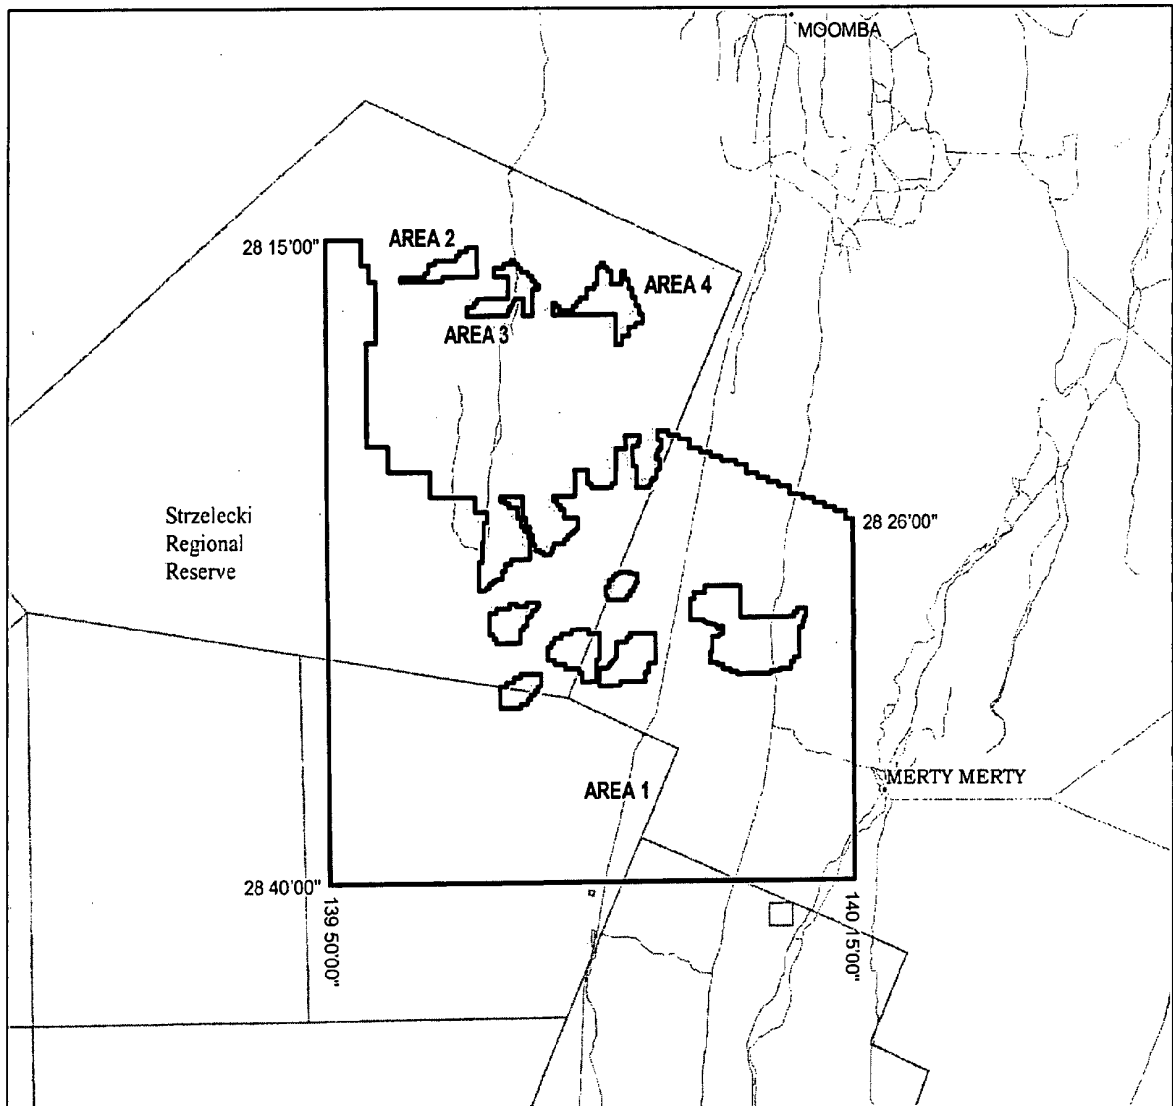 MOOMBA
28 15'00"
AREA 2
AREA 4
AREA 3
Strzelecki
Regional
Reserve
28 26'00"
MERTY MERTY
AREA 1
28 40'00"
139 50'00"
140 15'00"